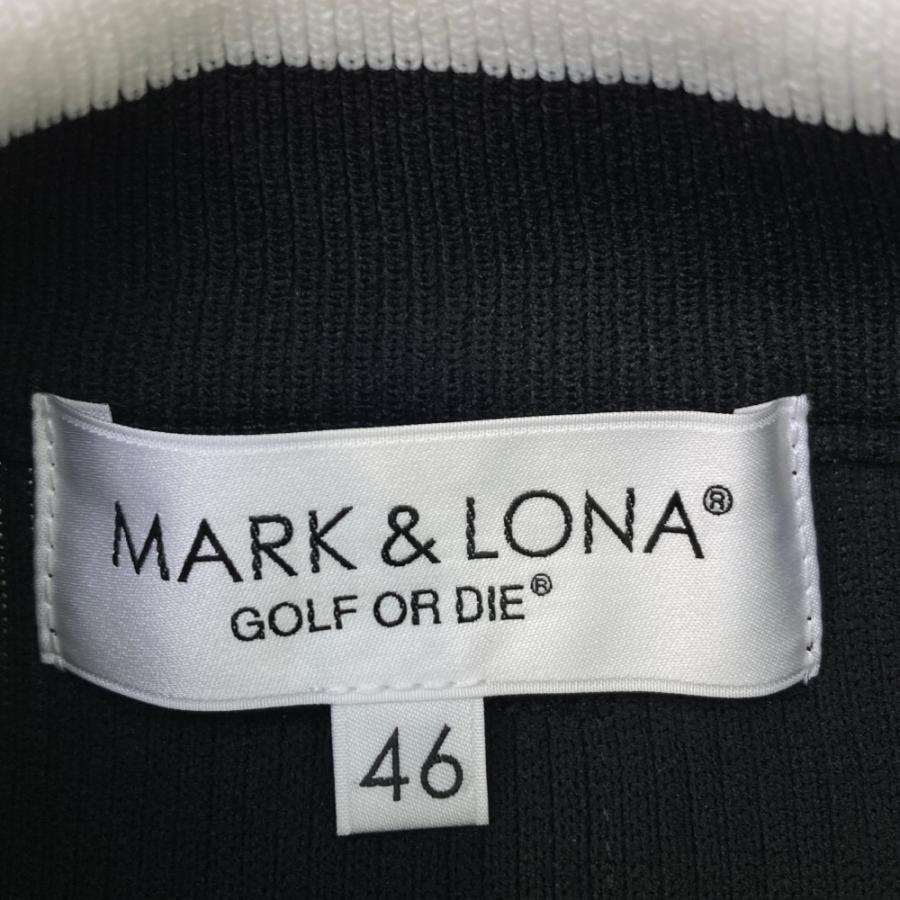 MARK & LONA®
GOLF OR DIE®
46